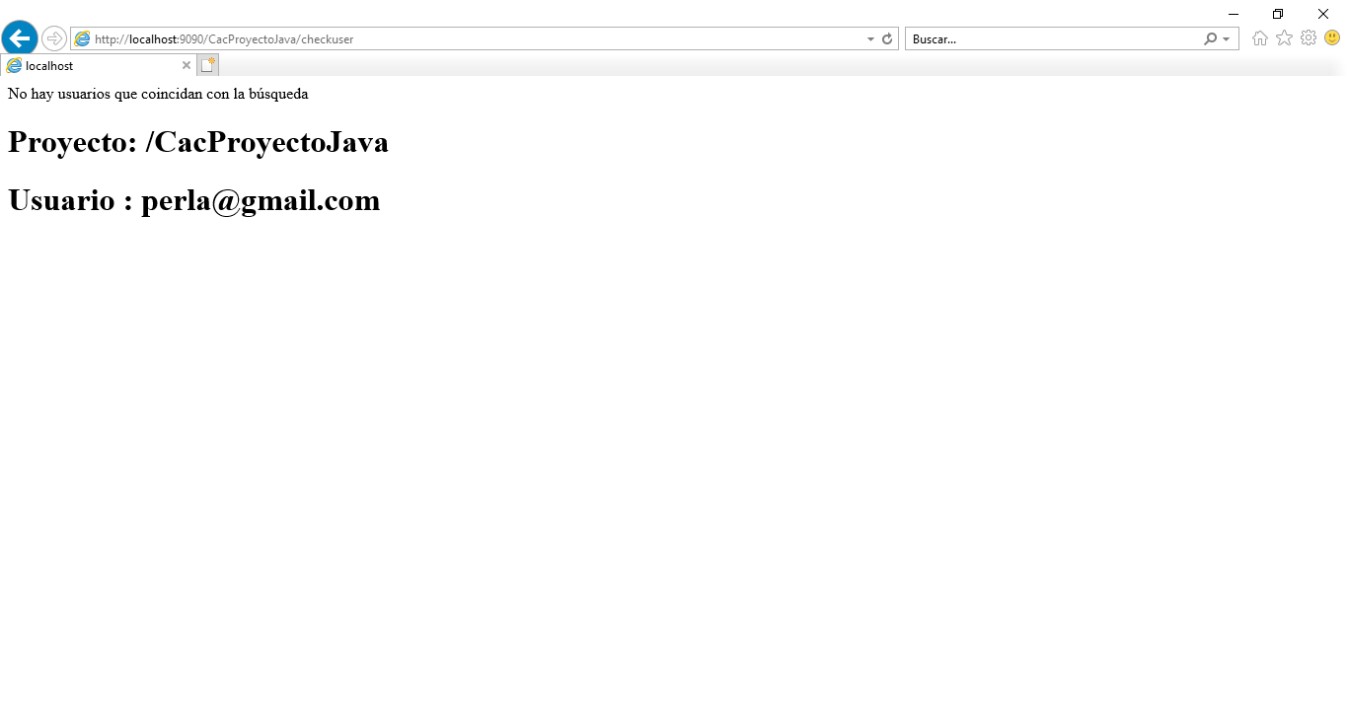 http://localhost:9090/CacProyectoJava/checkuser
Buscar...
localhost
No hay usuarios que coincidan con la búsqueda
Proyecto: /CacProyectoJava
Usuario : perla@gmail.com